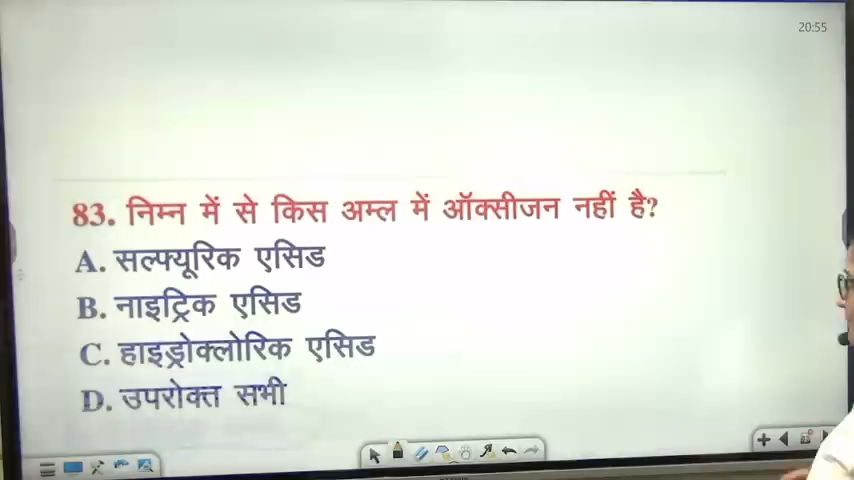 20:55
83. निम्न में से किस अम्ल में ऑक्सीजन नहीं है?
A. सल्फ्यूरिक एसिड
B. नाइट्रिक एसिड
C. हाइड्रोक्लोरिक एसिड
D. उपरोक्त सभी